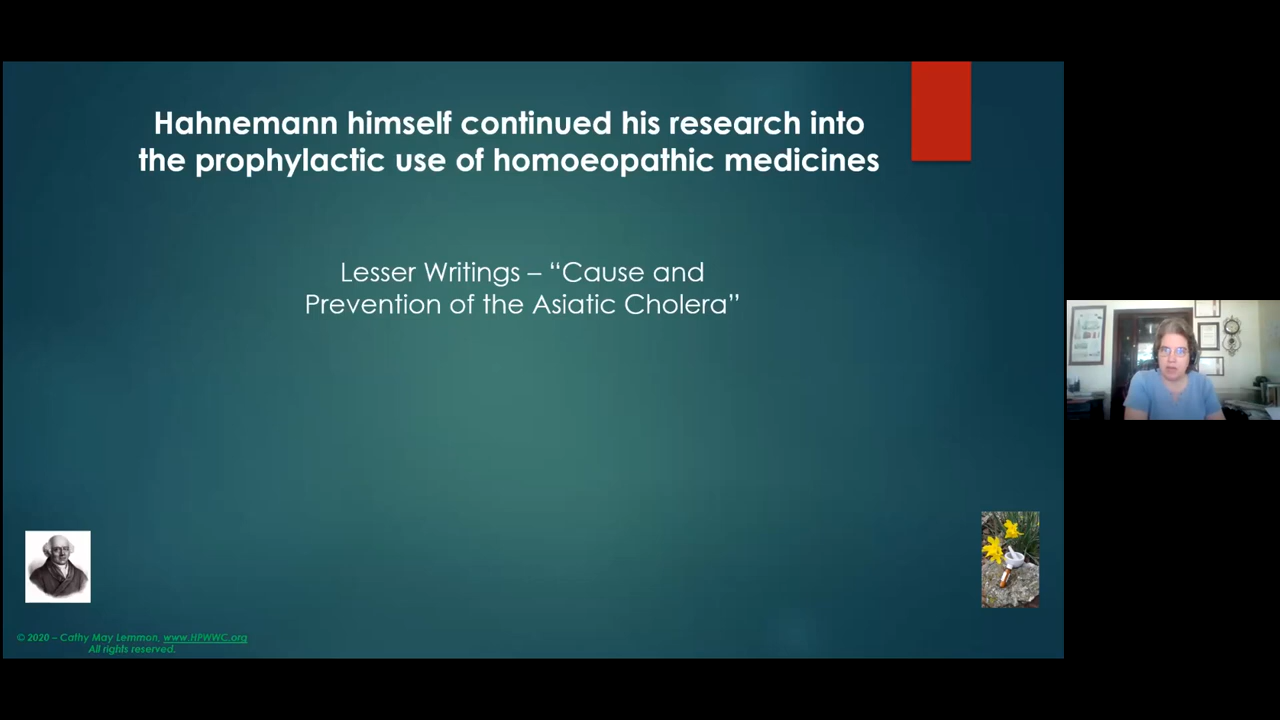 Hahnemann himself continued his research into
the prophylactic use of homoeopathic medicines
Lesser Writings – “Cause and
Prevention of the Asiatic Cholera”
© 2020 – Cathy May Lemmon, www.HPWWC.org
All rights reserved.